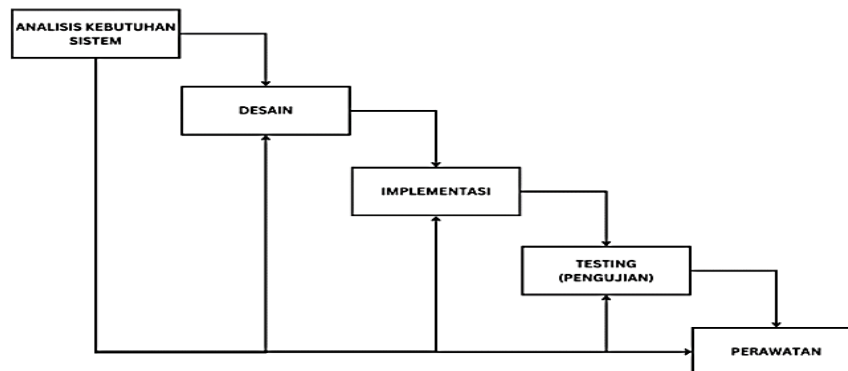 ANALISIS KEBUTUHAN
SISTEM
DESAIN
IMPLEMENTASI
TESTING
(PENGUJIAN)
PERAWATAN